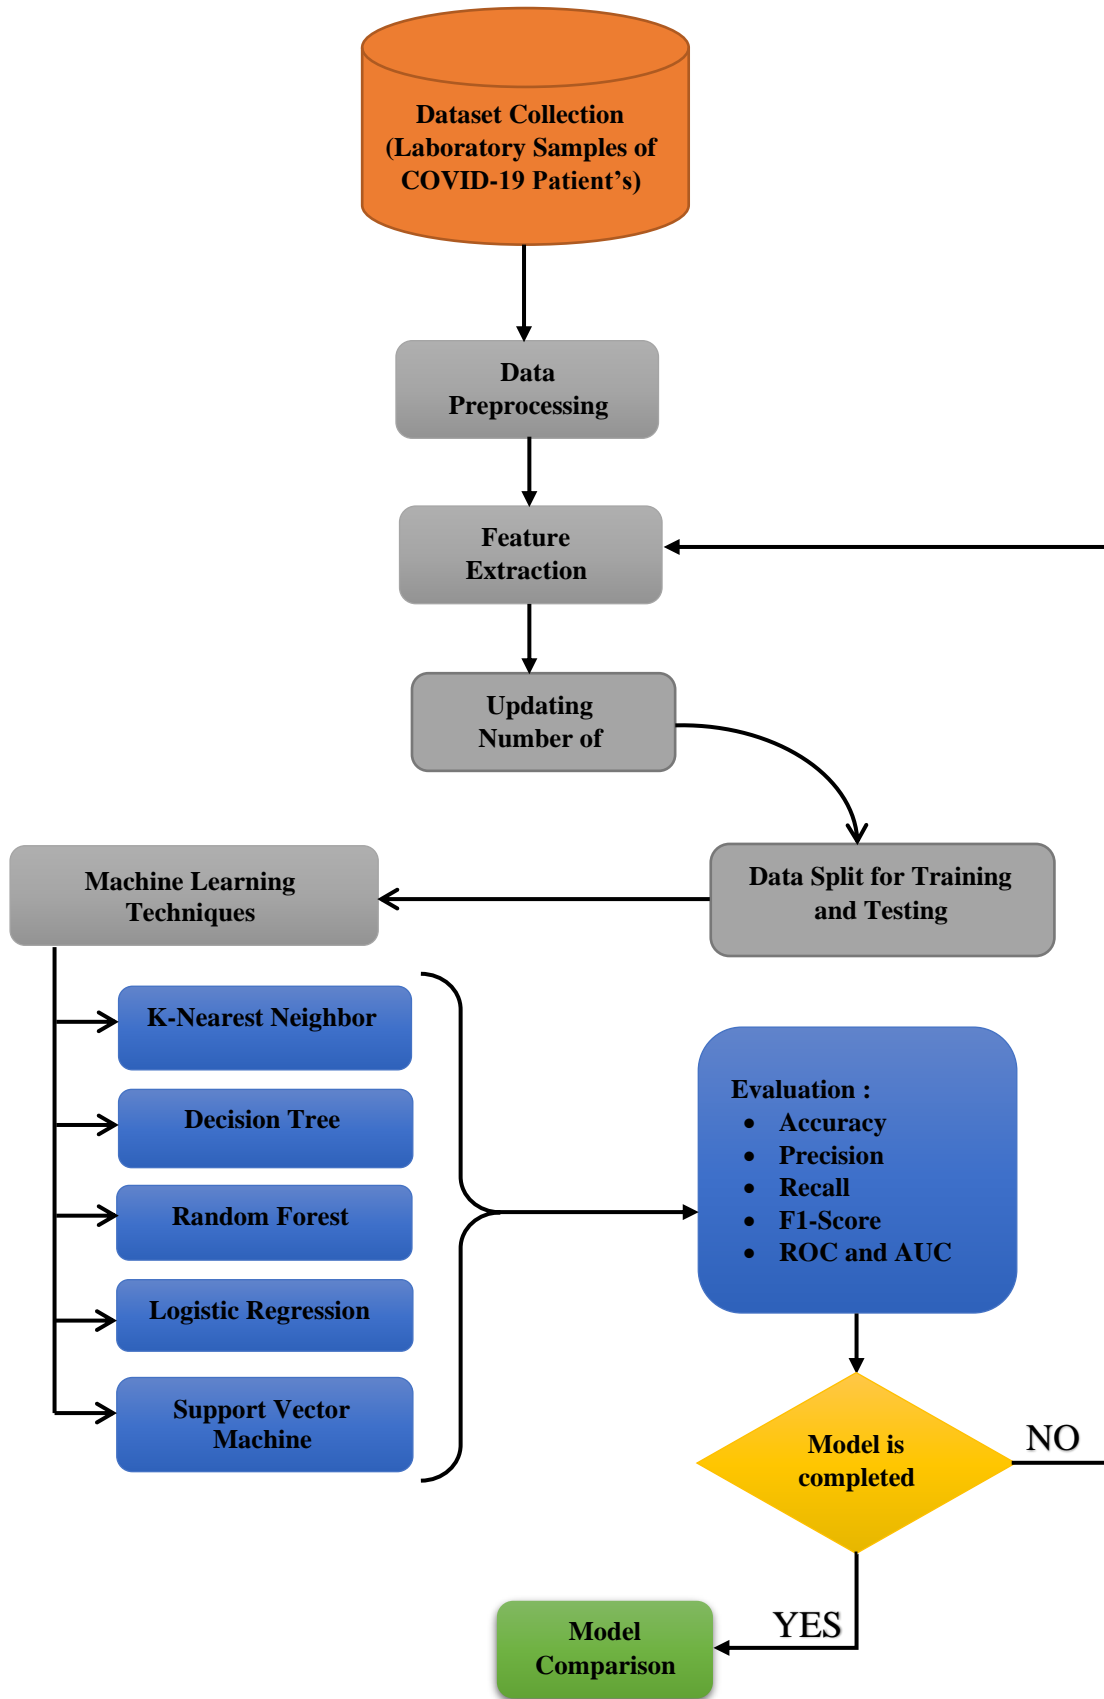 Dataset Collection
(Laboratory Samples of
COVID-19 Patient’s)
Data
Preprocessing
Feature
Extraction
Updating
Number of
Data Split for Training
and Testing
Machine Learning
Techniques
K-Nearest Neighbor
Decision Tree
Random Forest
Logistic Regression
Support Vector
Machine
Evaluation :
• Accuracy
• Precision
• Recall
• F1-Score
• ROC and AUC
Model is
completed
NO
YES
Model
Comparison